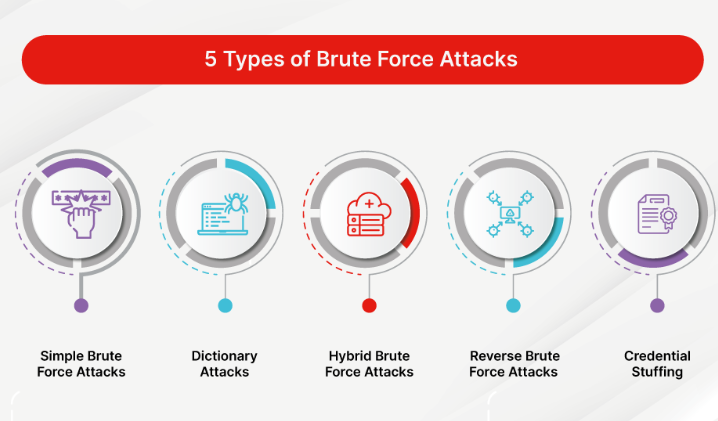 5 Types of Brute Force Attacks
Simple Brute
Force Attacks
Dictionary
Attacks
Hybrid Brute
Force Attacks
Reverse Brute
Force Attacks
Credential
Stuffing